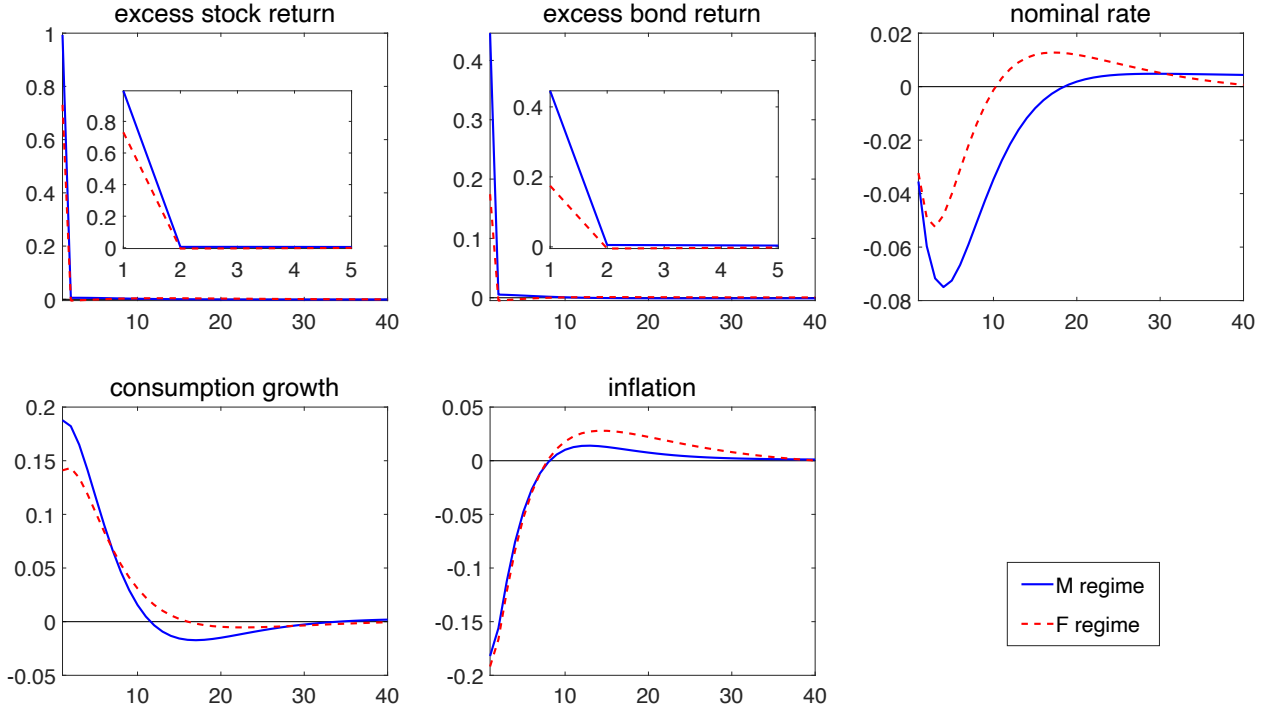 excess stock return
1
0.8
0.6
0.4
0.2
0
10 20 30 40
0.8
0.6
0.4
0.2
0
1 2 3 4 5
excess bond return
0.4
0.3
0.2
0.1
0
10 20 30 40
0.4
0.2
0
1 2 3 4 5
nominal rate
0.02
0
-0.02
-0.04
-0.06
-0.08
10 20 30 40
consumption growth
0.2
0.15
0.1
0.05
0
-0.05
10 20 30 40
inflation
0.05
0
-0.05
-0.1
-0.15
-0.2
10 20 30 40
M regime
F regime